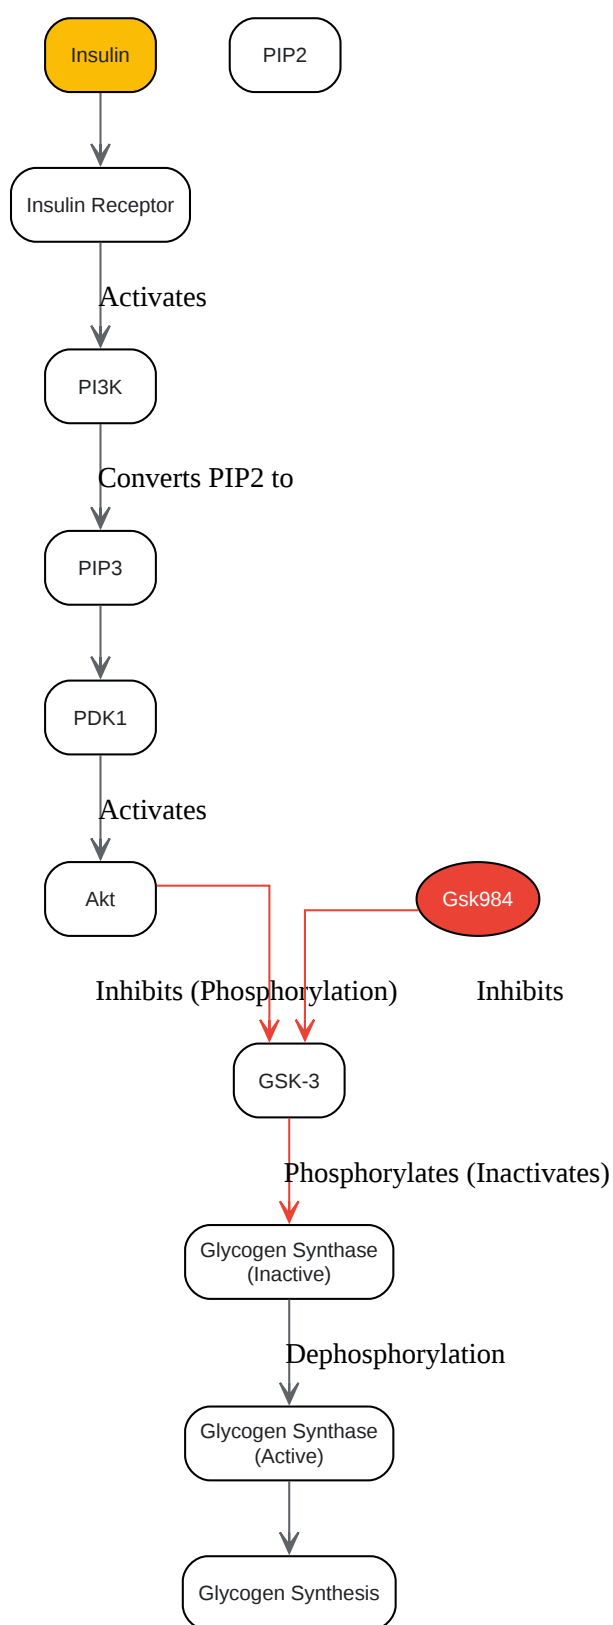 Insulin
PIP2
Insulin Receptor
Activates
PI3K
Converts PIP2 to
PIP3
PDK1
Activates
Akt
Gsk984
Inhibits (Phosphorylation)
Inhibits
GSK-3
Phosphorylates (Inactivates)
Glycogen Synthase
(Inactive)
Dephosphorylation
Glycogen Synthase
(Active)
Glycogen Synthesis